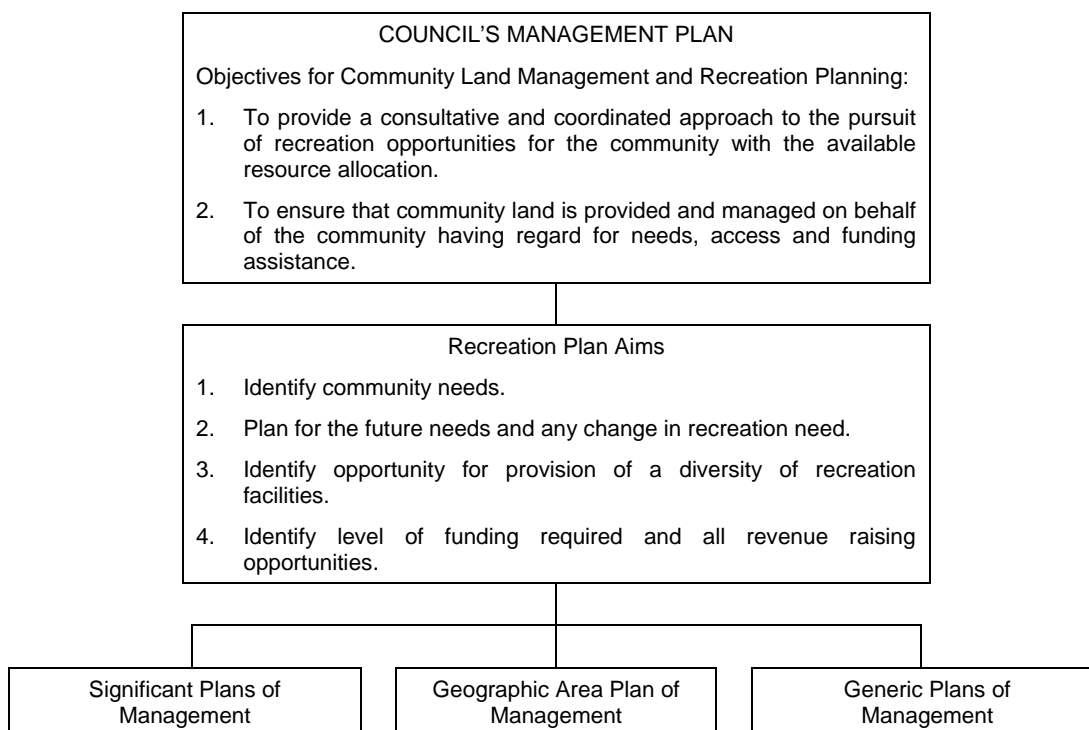 COUNCIL’S MANAGEMENT PLAN
Objectives for Community Land Management and Recreation Planning:
1. To provide a consultative and coordinated approach to the pursuit
of recreation opportunities for the community with the available
resource allocation.
2. To ensure that community land is provided and managed on behalf
of the community having regard for needs, access and funding
assistance.
Recreation Plan Aims
1. Identify community needs.
2. Plan for the future needs and any change in recreation need.
3. Identify opportunity for provision of a diversity of recreation
facilities.
4. Identify level of funding required and all revenue raising
opportunities.
Significant Plans of
Management
Geographic Area Plan of
Management
Generic Plans of
Management